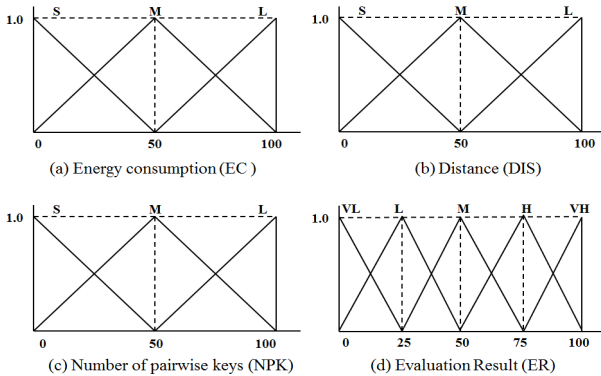 S M L S M L
1.0 1.0
0 50 100 0 50 100
(a) Energy consumption (EC ) (b) Distance (DIS)
S M L VL L M H VH
1.0 1.0
0 50 100 0 25 50 75 100
(c) Number of pairwise keys (NPK) (d) Evaluation Result (ER)